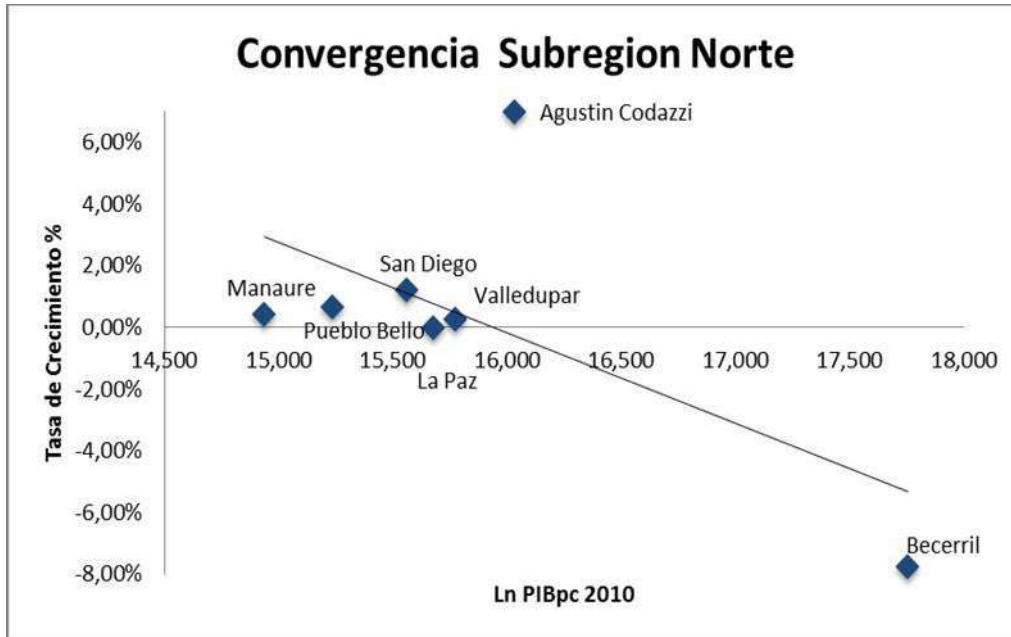 Convergencia Subregion Norte
Agustin Codazzi
6,00%
4,00%
2,00%
0,00%
-2,00%
-4,00%
-6,00%
-8,00%
Tasa de Crecimiento %
San Diego
Manaure
Valledupar
Pueblo Bello
14,500 15,000 15,500 16,000 16,500 17,000 17,500 18,000
La Paz
Becerril
Ln PIBpc 2010